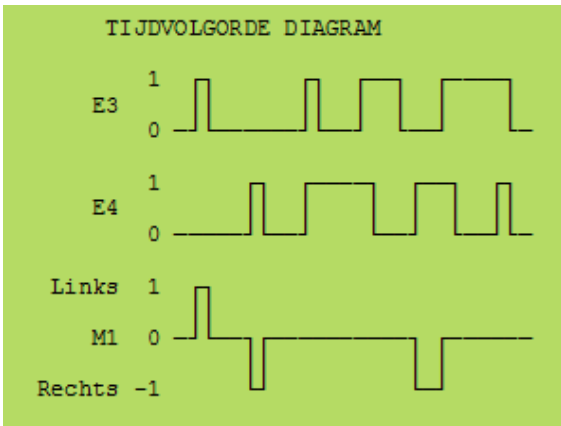 TIJDVOLGORDE DIAGRAM
1
E3
0
1
E4
0
Links 1
M1 0
Rechts -1